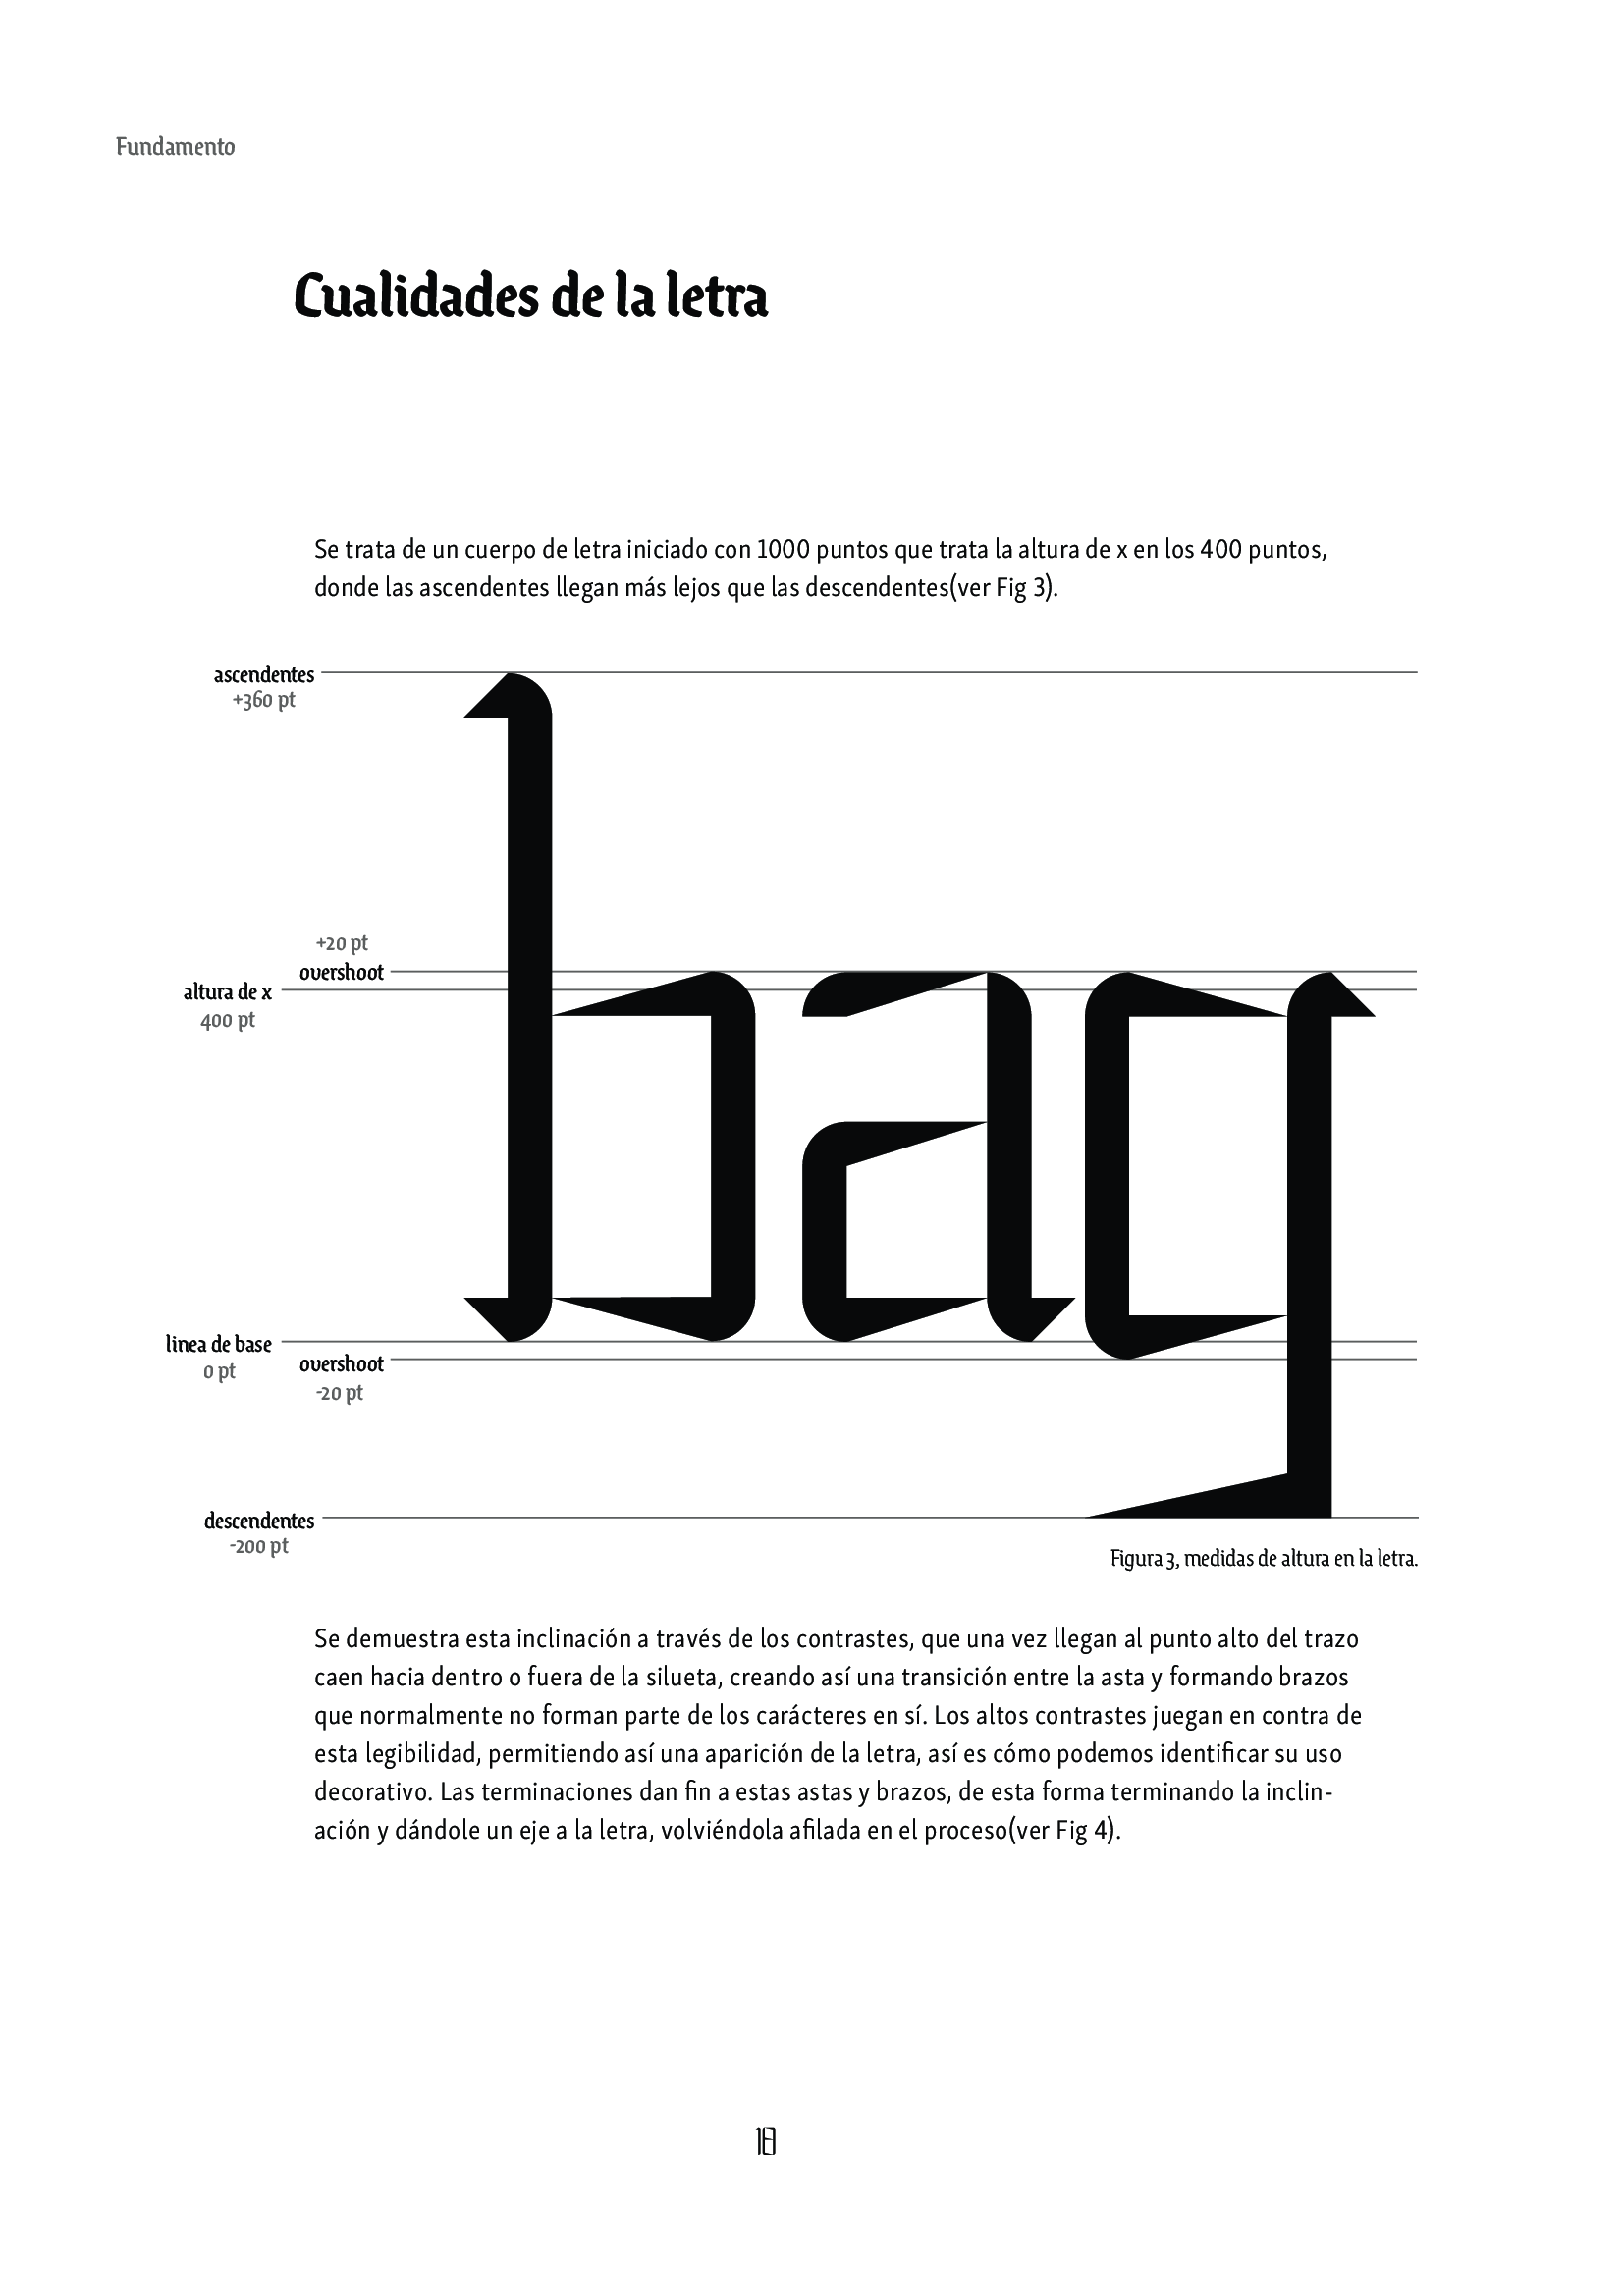 Fundamento
Cualidades de la letra
Se trata de un cuerpo de letra iniciado con 1000 puntos que trata la altura de x en los 400 puntos,
donde las ascendentes llegan más lejos que las descendentes(ver Fig 3).
ascendentes
+360 pt
+20 pt
overshoot
altura de x
400 pt
bag
linea de base
0 pt
overshoot
-20 pt
descendentes
-200 pt
Figura 3, medidas de altura en la letra.
Se demuestra esta inclinación a través de los contrastes, que una vez llegan al punto alto del trazo
caen hacia dentro o fuera de la silueta, creando así una transición entre la asta y formando brazos
que normalmente no forman parte de los carácteres en sí. Los altos contrastes juegan en contra de
esta legibilidad, permitiendo así una aparición de la letra, así es cómo podemos identificar su uso
decorativo. Las terminaciones dan fin a estas astas y brazos, de esta forma terminando la inclin-
ación y dándole un eje a la letra, volviéndola afilada en el proceso(ver Fig 4).
18